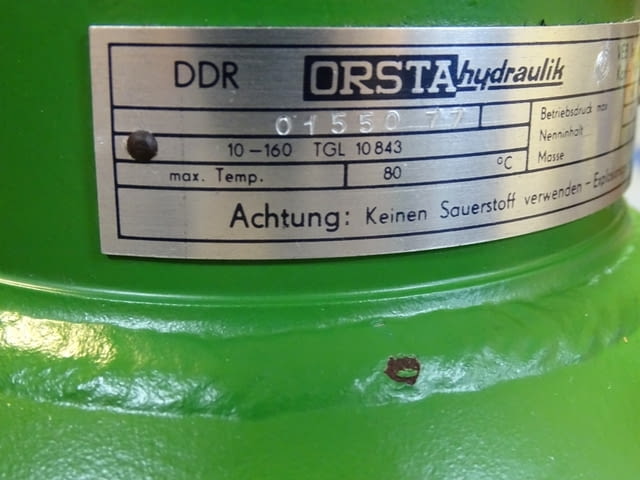 DDR ORSTA hydraulik VEB
01550 77
Betriebsdruck max
10-160 TGL 10843
Nenninhalt
Masse
max. Temp. 80 °C
Achtung: Keinen Sauerstoff verwenden -